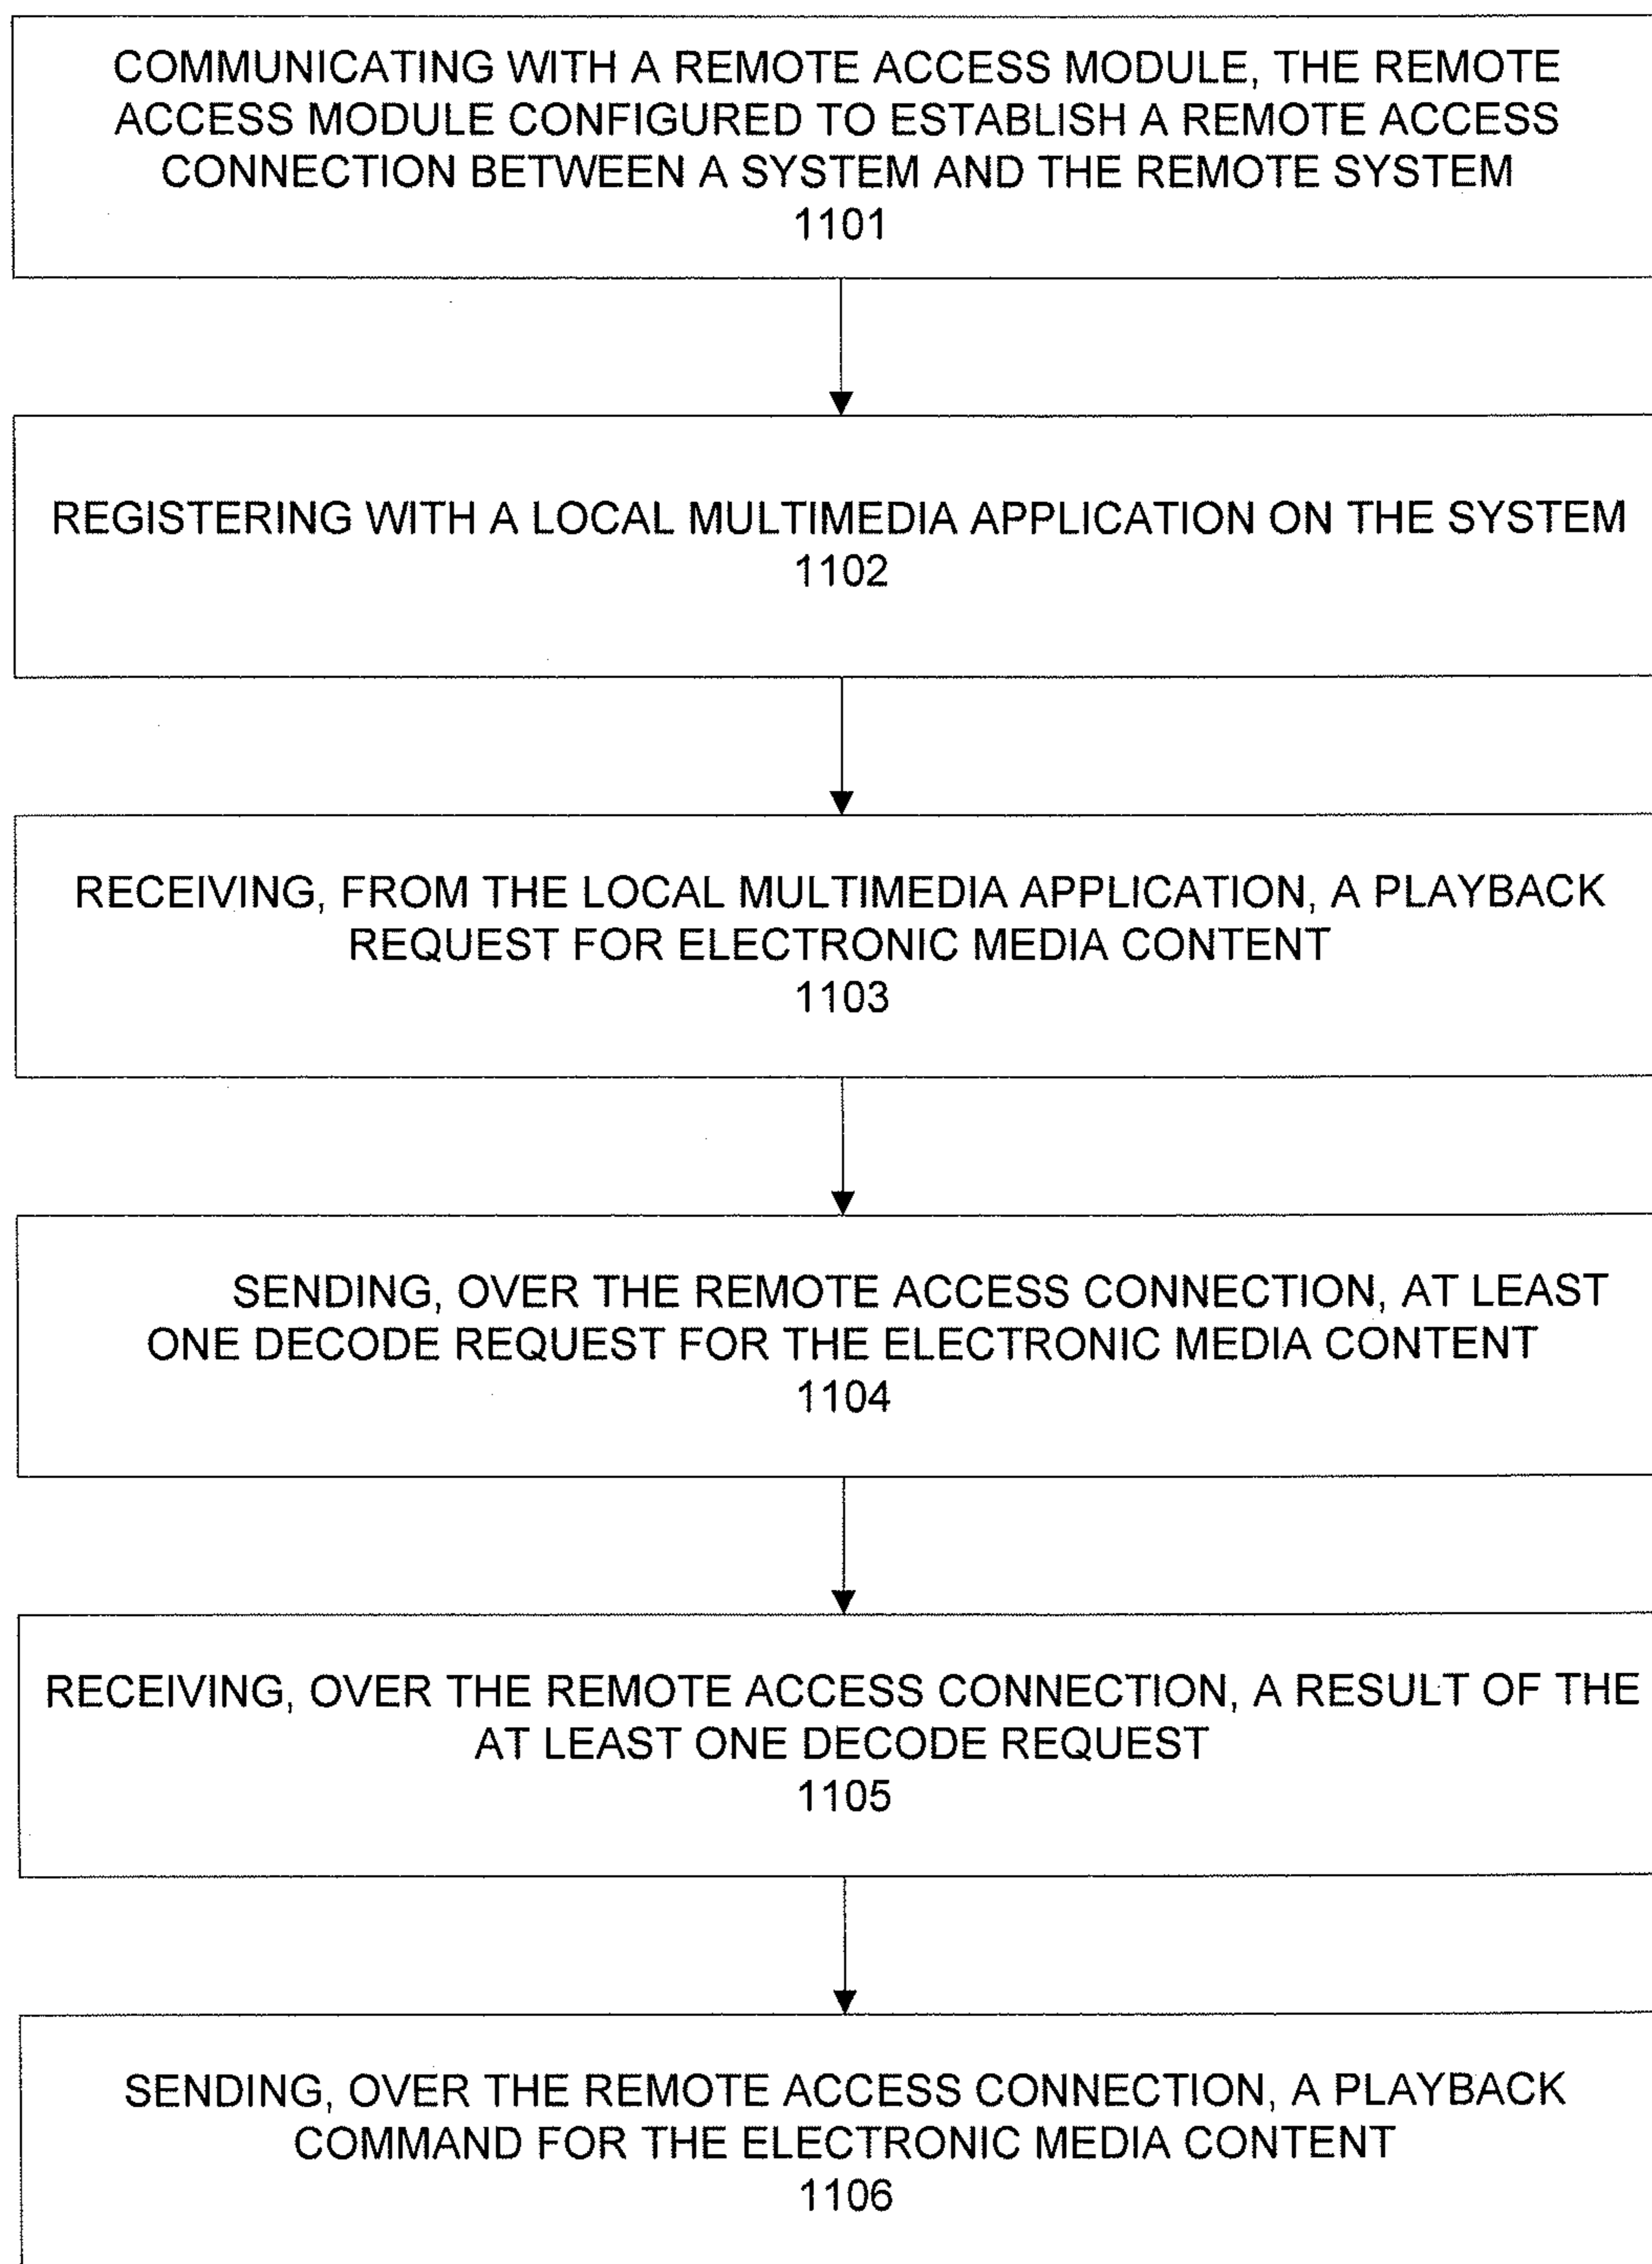 COMMUNICATING WITH A REMOTE ACCESS MODULE, THE REMOTE
ACCESS MODULE CONFIGURED TO ESTABLISH A REMOTE ACCESS
CONNECTION BETWEEN A SYSTEM AND THE REMOTE SYSTEM
1101
REGISTERING WITH A LOCAL MULTIMEDIA APPLICATION ON THE SYSTEM
1102
RECEIVING, FROM THE LOCAL MULTIMEDIA APPLICATION, A PLAYBACK
REQUEST FOR ELECTRONIC MEDIA CONTENT
1103
SENDING, OVER THE REMOTE ACCESS CONNECTION, AT LEAST
ONE DECODE REQUEST FOR THE ELECTRONIC MEDIA CONTENT
1104
RECEIVING, OVER THE REMOTE ACCESS CONNECTION, A RESULT OF THE
AT LEAST ONE DECODE REQUEST
1105
SENDING, OVER THE REMOTE ACCESS CONNECTION, A PLAYBACK
COMMAND FOR THE ELECTRONIC MEDIA CONTENT
1106